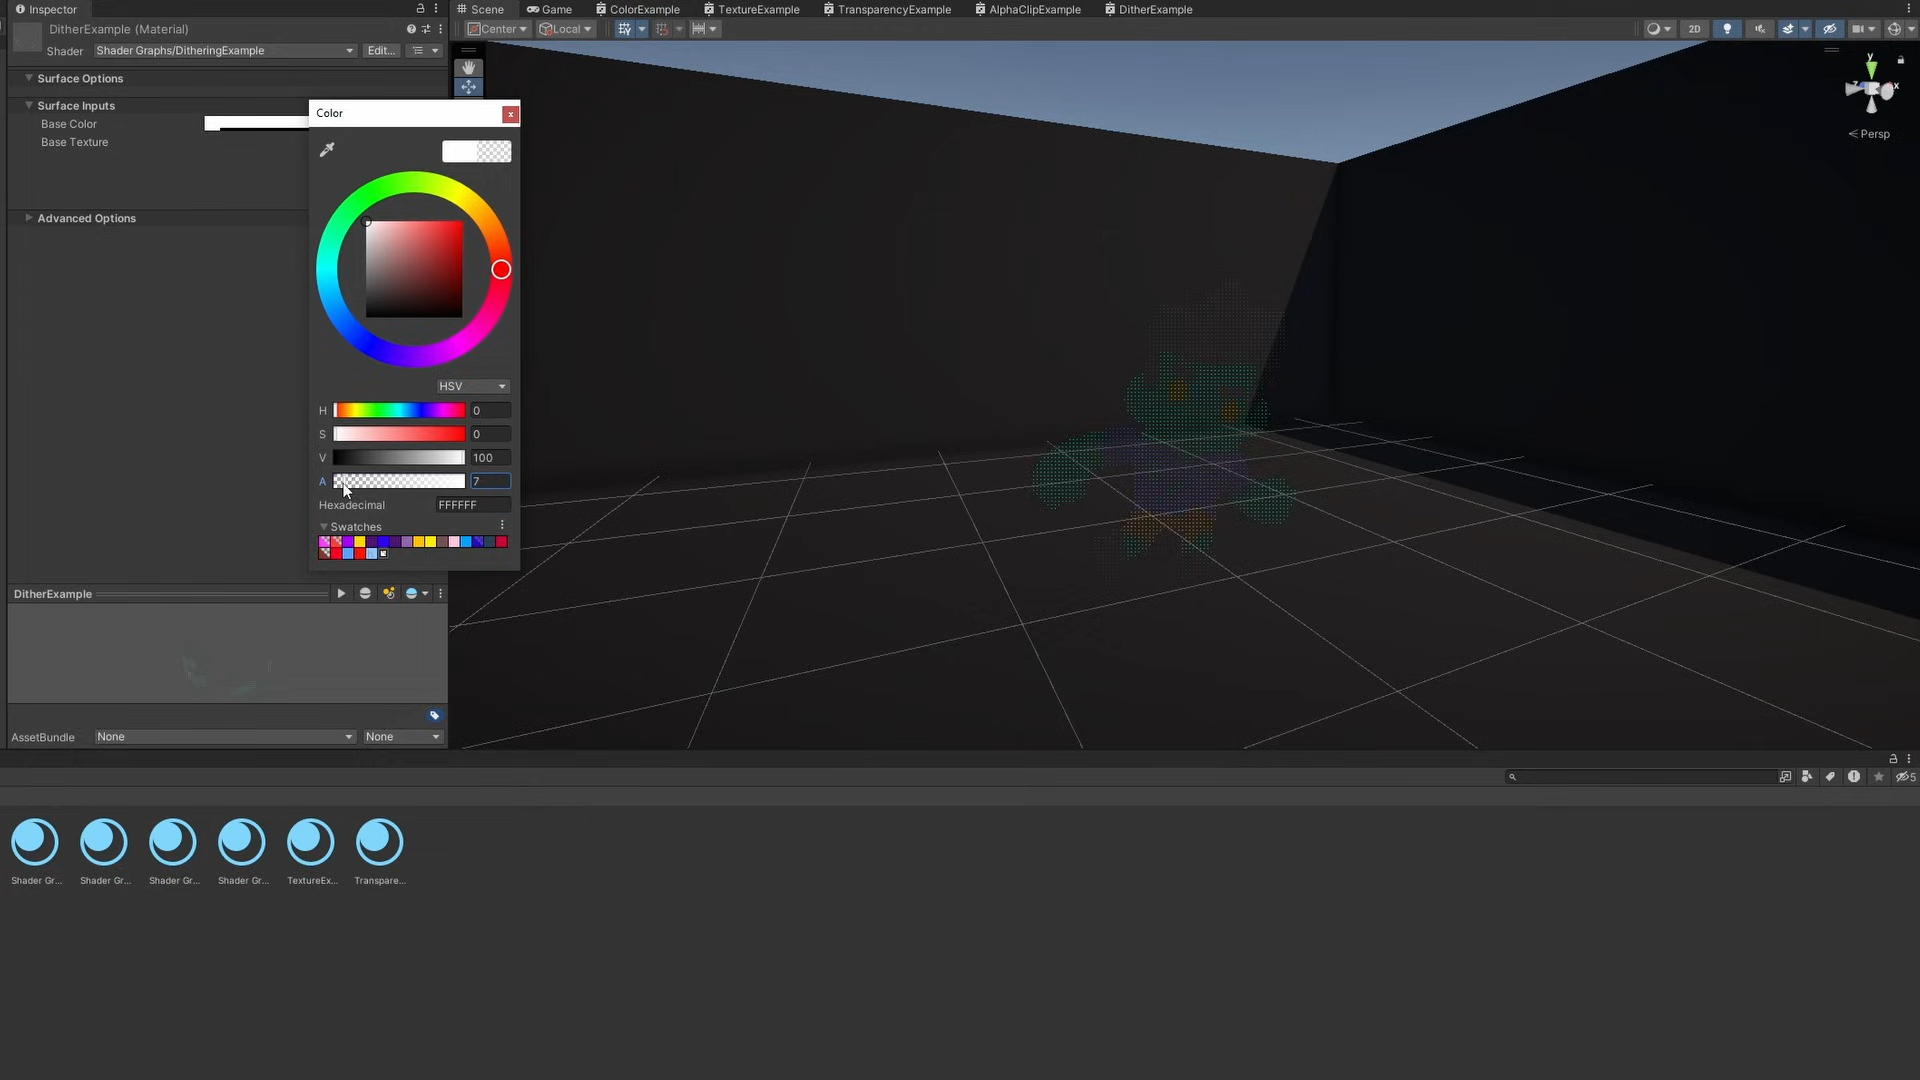 Inspector
DitherExample (Material)
Shader
Shader Graphs/DitheringExample
Edit...
Surface Options
Surface Inputs
Base Color
Base Texture
Advanced Options
Color
HSV
H
0
S
0
V
100
A
7
Hexadecimal
FFFFFF
Swatches
DitherExample
AssetBundle
None
None
Scene
Game
ColorExample
TextureExample
TransparencyExample
AlphaClipExample
DitherExample
Center
Local
2D
y
z
x
< Persp
5
Shader Gr...
Shader Gr...
Shader Gr...
Shader Gr...
TextureEx...
Transpare...